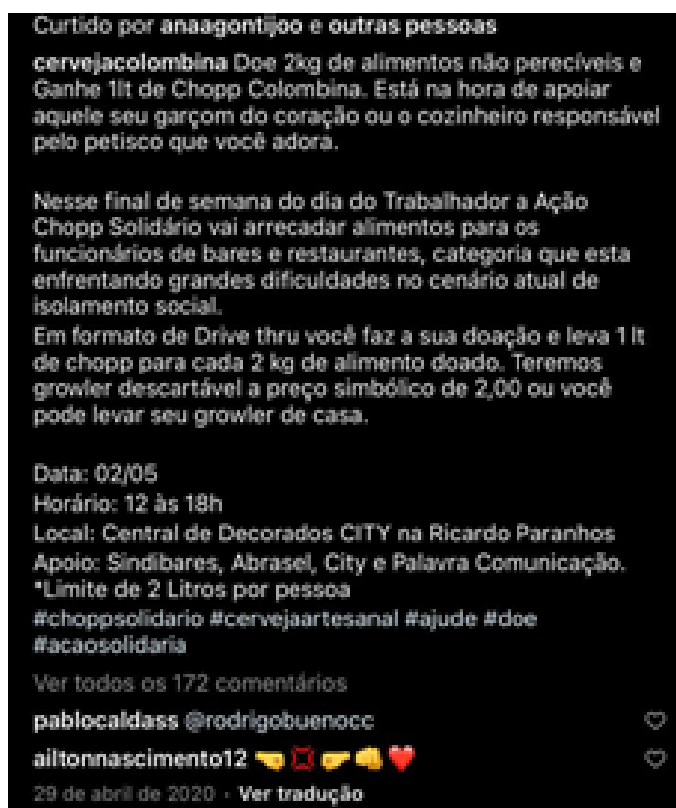 Curtido por anaagontijoo e outras pessoas
cervejacolombina Doe 2kg de alimentos não perecíveis e
Ganhe 1lt de Chopp Colombina. Está na hora de apoiar
aquele seu garçom do coração ou o cozinheiro responsável
pelo petisco que você adora.
Nesse final de semana do dia do Trabalhador a Ação
Chopp Solidário vai arrecadar alimentos para os
funcionários de bares e restaurantes, categoria que esta
enfrentando grandes dificuldades no cenário atual de
isolamento social.
Em formato de Drive thru você faz a sua doação e leva 1 lt
de chopp para cada 2 kg de alimento doado. Teremos
growler descartável a preço simbólico de 2,00 ou você
pode levar seu growler de casa.
Data: 02/05
Horário: 12 às 18h
Local: Central de Decorados CITY na Ricardo Paranhos
Apoio: Sindibares, Abrasel, City e Palavra Comunicação.
*Limite de 2 Litros por pessoa
#choppsolidario #cervejaartesanal #ajude #doe
#acaosolidaria
Ver todos os 172 comentários
pablocaldass @rodrigobuenocc
ailtonnascimento12 🤜💢🤛👊❤️
29 de abril de 2020 · Ver tradução